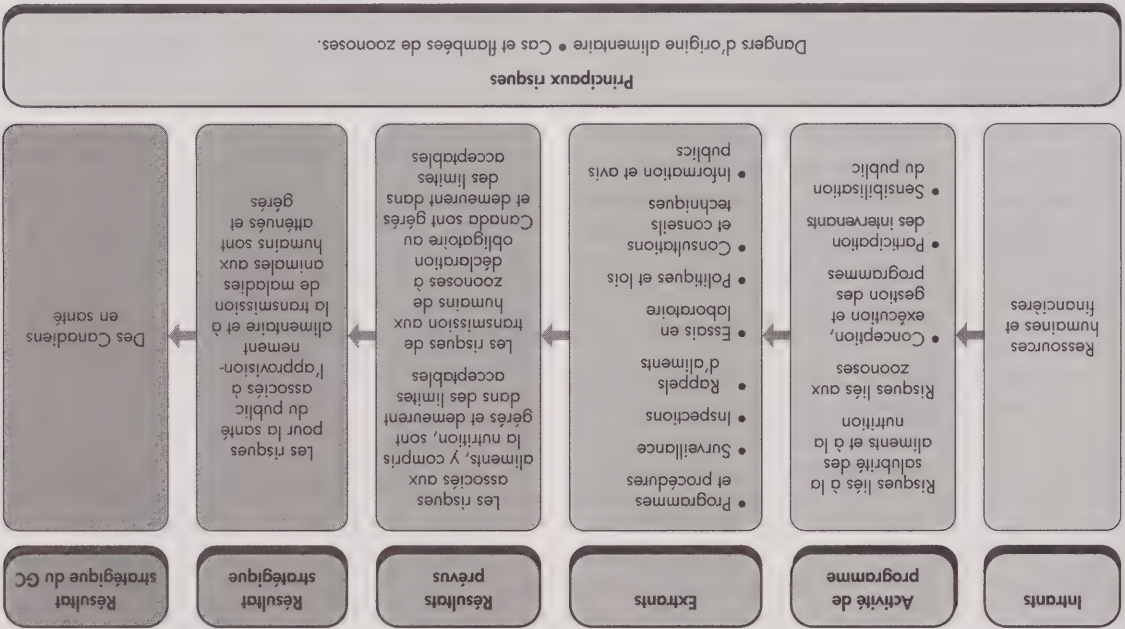 Intrants
Ressources
humaines et
financières
Activité de
programme
Risques liés à la
salubrité des
aliments et à la
nutrition
Risques liés aux
zoonoses
• Conception,
exécution et
gestion des
programmes
• Participation
des intervenants
• Sensibilisation
du public
Extrants
• Programmes
et procédures
• Surveillance
• Inspections
• Rappels
d'aliments
• Essais en
laboratoire
• Politiques et lois
• Consultations
et conseils
techniques
• Information et avis
publics
Résultats
prévus
Les risques
associés aux
aliments, y compris
la nutrition, sont
gérés et demeurent
dans des limites
acceptables
Les risques de
transmission aux
humains de
zoonoses à
déclaration
obligatoire au
Canada sont gérés
et demeurent dans
des limites
acceptables
Résultat
stratégique
Les risques
pour la santé
du public
associés à
l'approvision-
nement
alimentaire et à
la transmission
de maladies
animales aux
humains sont
atténués et
gérés
Résultat
stratégique du GC
Des Canadiens
en santé
Principaux risques
Dangers d'origine alimentaire • Cas et flambées de zoonoses.